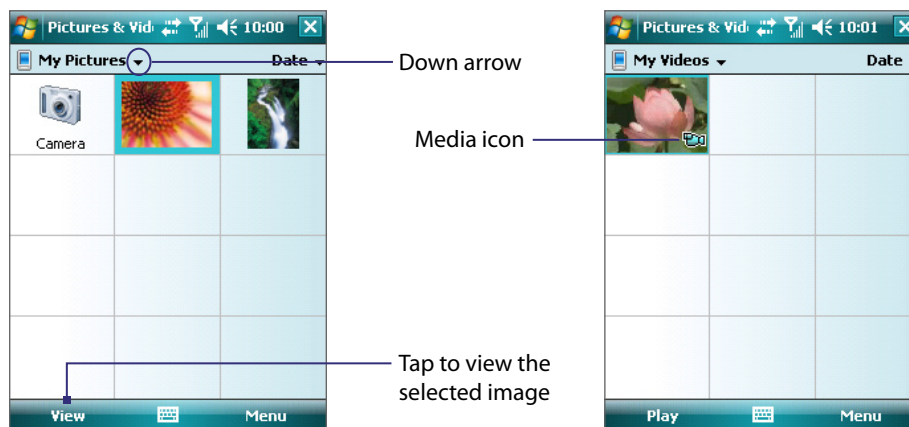 Pictures & Vid 10:00
My Pictures Date
Camera
View Menu
Down arrow
Media icon
Tap to view the
selected image
Pictures & Vid 10:01
My Videos Date
Play Menu